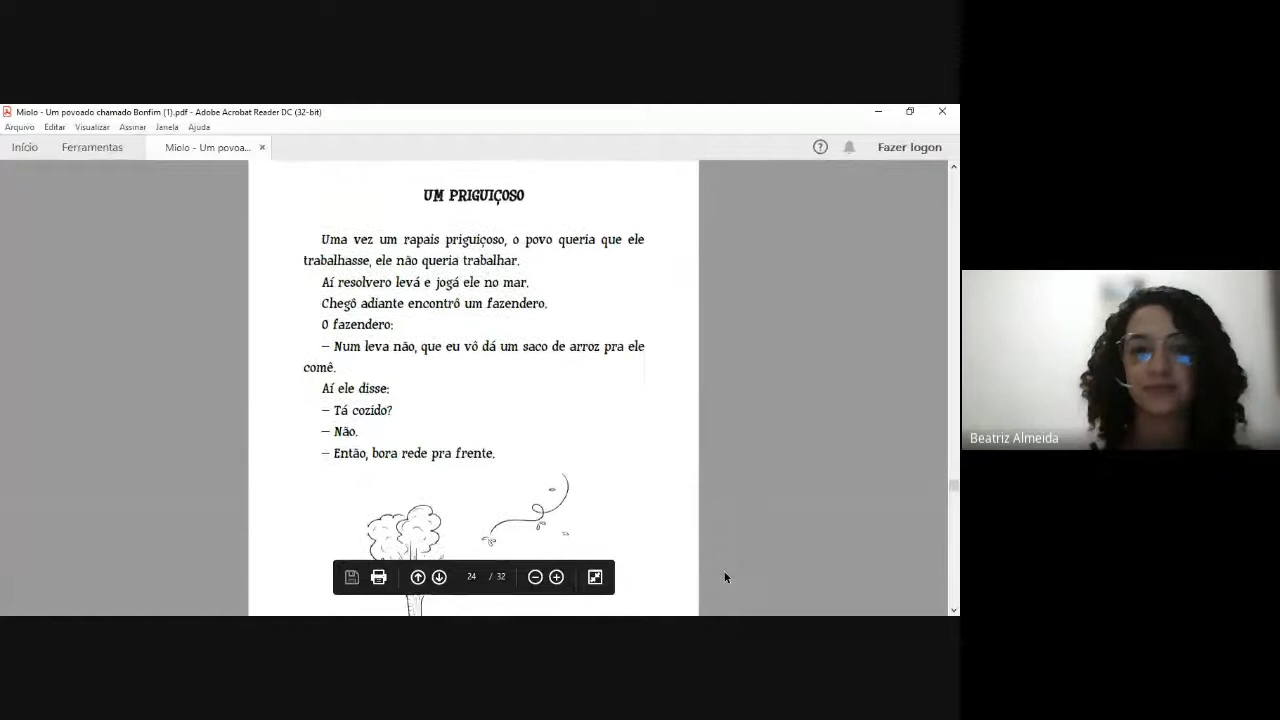 Miolo - Um povoado chamado Bonfim (1).pdf - Adobe Acrobat Reader DC (32-bit)
Arquivo Editar Visualizar Assinar Janela Ajuda
Início Ferramentas Miolo - Um povoa... × Fazer logon
UM PRIGUIÇOSO
Uma vez um rapais priguiçoso, o povo queria que ele
trabalhasse, ele não queria trabalhar.
Aí resolvero levá e jogá ele no mar.
Chegô adiante encontrô um fazendero.
O fazendero:
– Num leva não, que eu vô dá um saco de arroz pra ele
comê.
Aí ele disse:
– Tá cozido?
– Não.
– Então, bora rede pra frente.
24 / 32
Beatriz Almeida